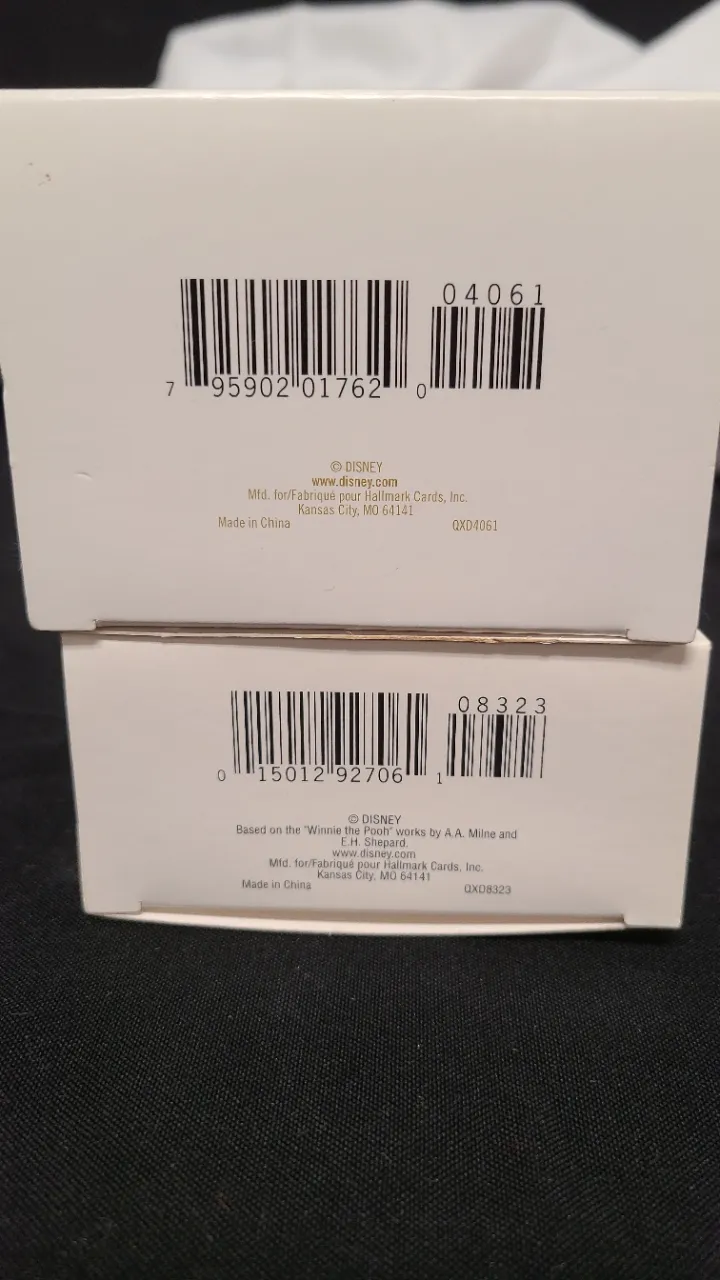 04061
7 95902 01762 0
© DISNEY
www.disney.com
Mfd. for/Fabriqué pour Hallmark Cards, Inc.
Kansas City, MO 64141
Made in China QXD4061
08323
0 15012 92706 1
© DISNEY
Based on the "Winnie the Pooh" works by A.A. Milne and
E.H. Shepard.
www.disney.com
Mfd. for/Fabriqué pour Hallmark Cards, Inc.
Kansas City, MO 64141
Made in China QXD8323